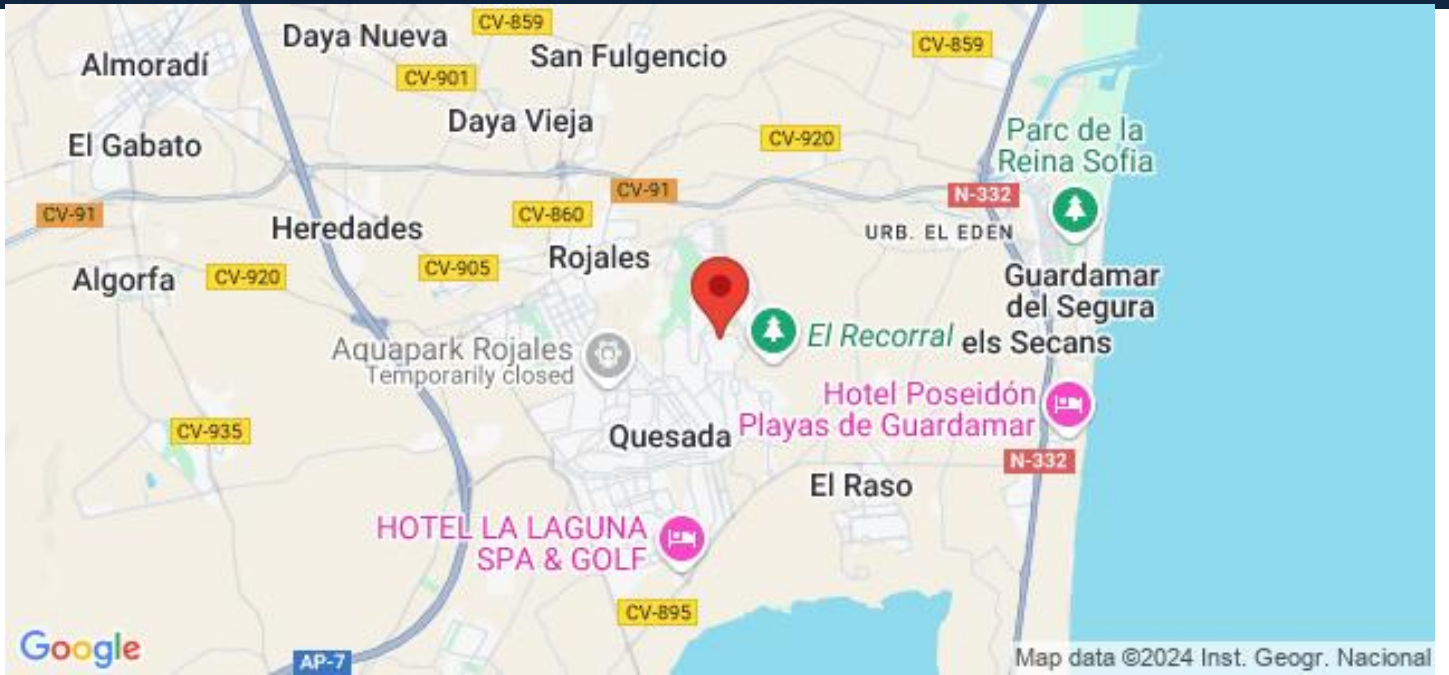 CV-859
Daya Nueva
San Fulgencio
CV-859
Almoradí
CV-901
Daya Vieja
CV-920
Parc de la
Reina Sofia
El Gabato
CV-91
N-332
CV-91
CV-860
Heredades
URB. EL EDEN
Rojales
CV-905
Algorfa
CV-920
Guardamar
del Segura
El Recorral
els Secans
Aquapark Rojales
Temporarily closed
Hotel Poseidón
Playas de Guardamar
CV-935
Quesada
N-332
El Raso
HOTEL LA LAGUNA
SPA & GOLF
CV-895
Google
AP-7
Map data ©2024 Inst. Geogr. Nacional